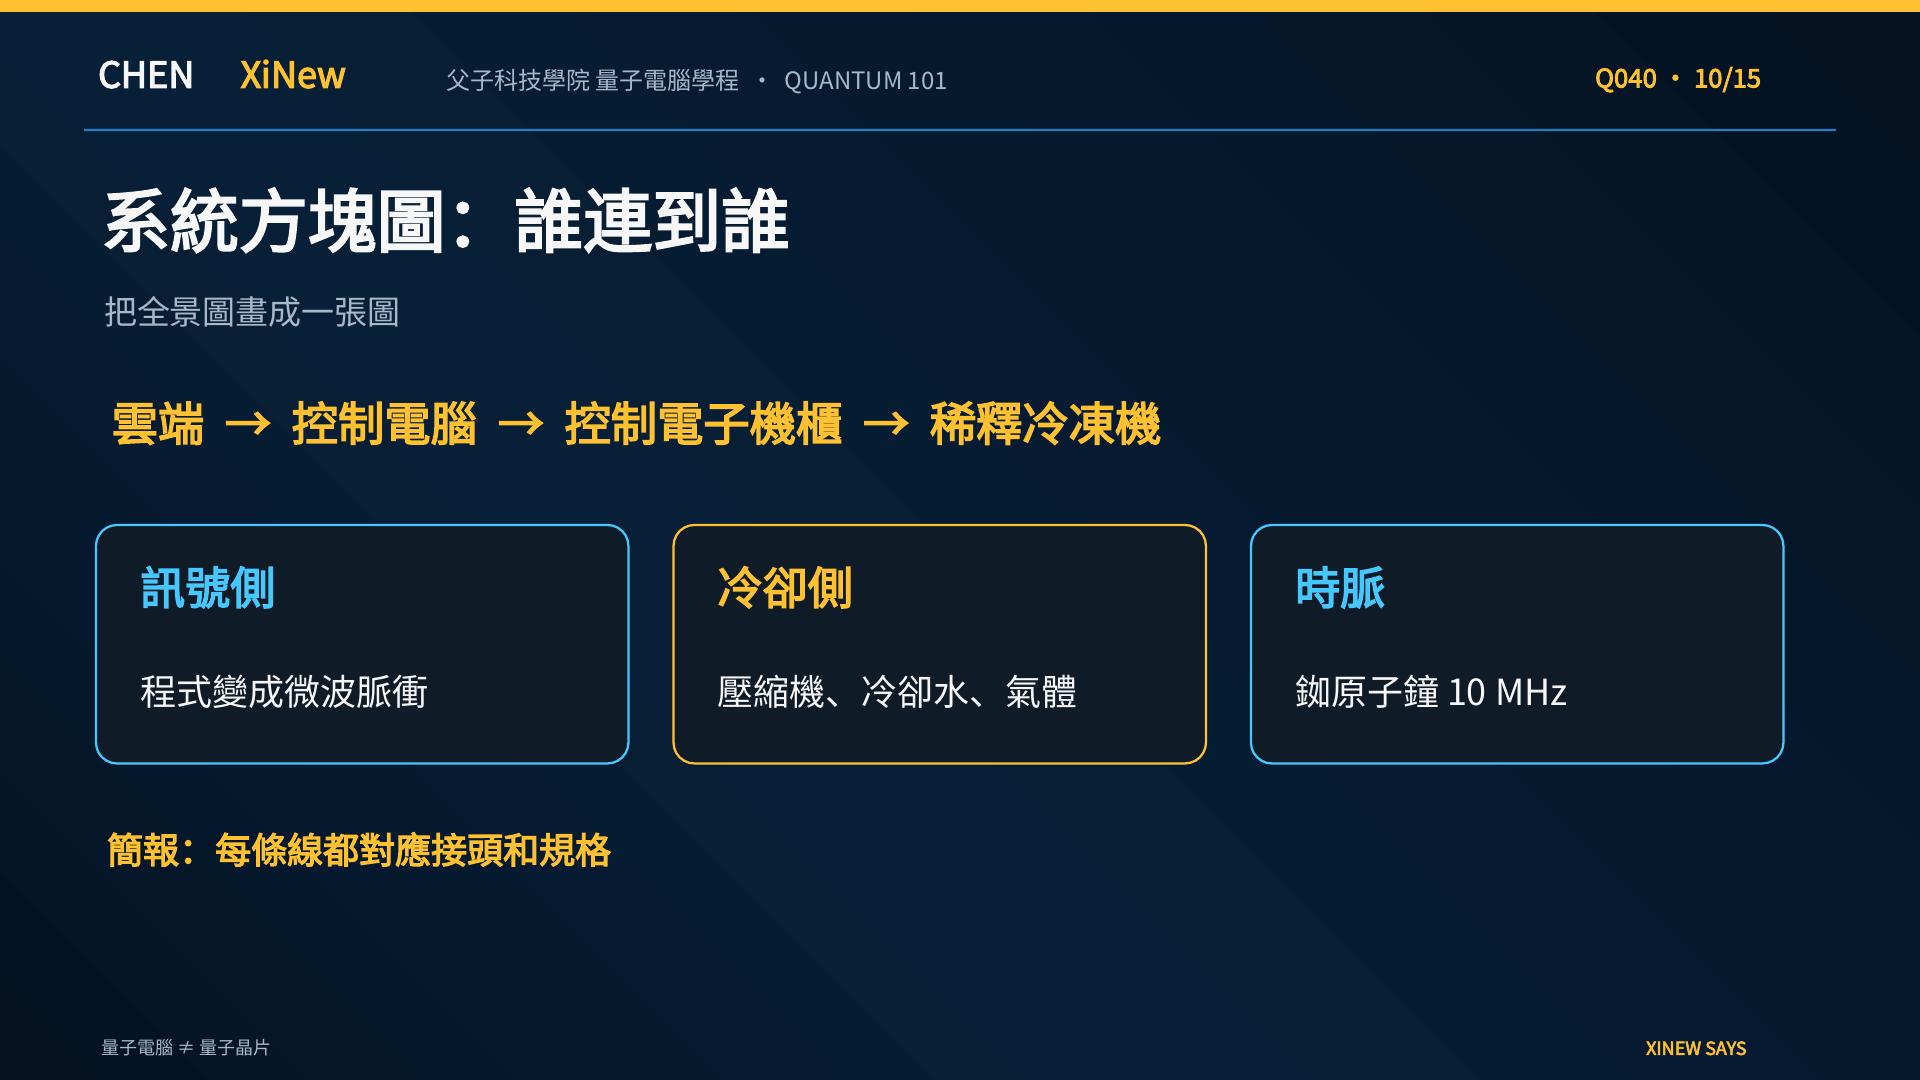 CHEN XiNew 父子科技學院 量子電腦學程 • QUANTUM 101 Q040 • 10/15
系統方塊圖：誰連到誰
把全景圖畫成一張圖
雲端 → 控制電腦 → 控制電子機櫃 → 稀釋冷凍機
訊號側
程式變成微波脈衝
冷卻側
壓縮機、冷卻水、氣體
時脈
銣原子鐘 10 MHz
簡報：每條線都對應接頭和規格
量子電腦 ≠ 量子晶片
XINEW SAYS